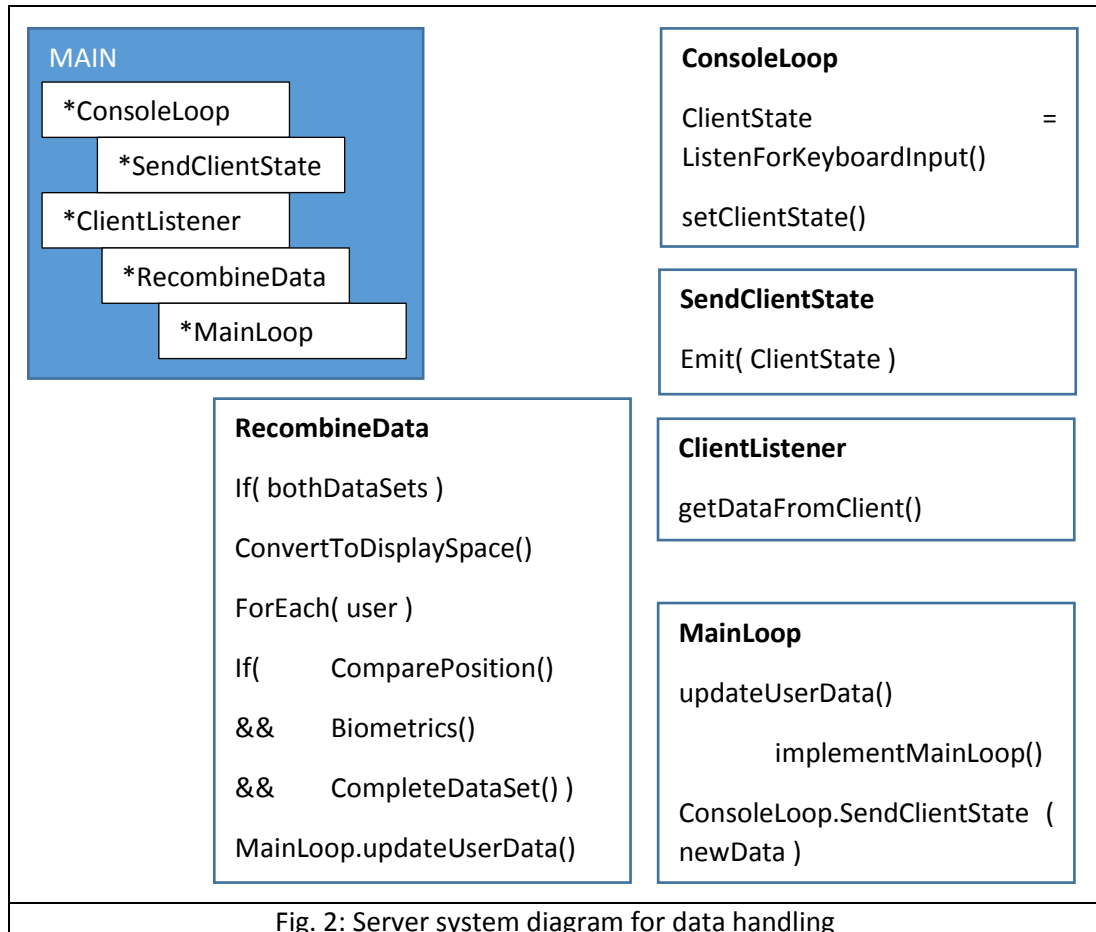 MAIN
*ConsoleLoop
*SendClientState
*ClientListener
*RecombineData
*MainLoop
ConsoleLoop
ClientState =
ListenForKeyboardInput()
setClientState()
SendClientState
Emit( ClientState )
RecombineData
If( bothDataSets )
ConvertToDisplaySpace()
ForEach( user )
If( ComparePosition()
&& Biometrics()
&& CompleteDataSet() )
MainLoop.updateUserData()
ClientListener
getDataFromClient()
MainLoop
updateUserData()
implementMainLoop()
ConsoleLoop.SendClientState (
newData )
Fig. 2: Server system diagram for data handling